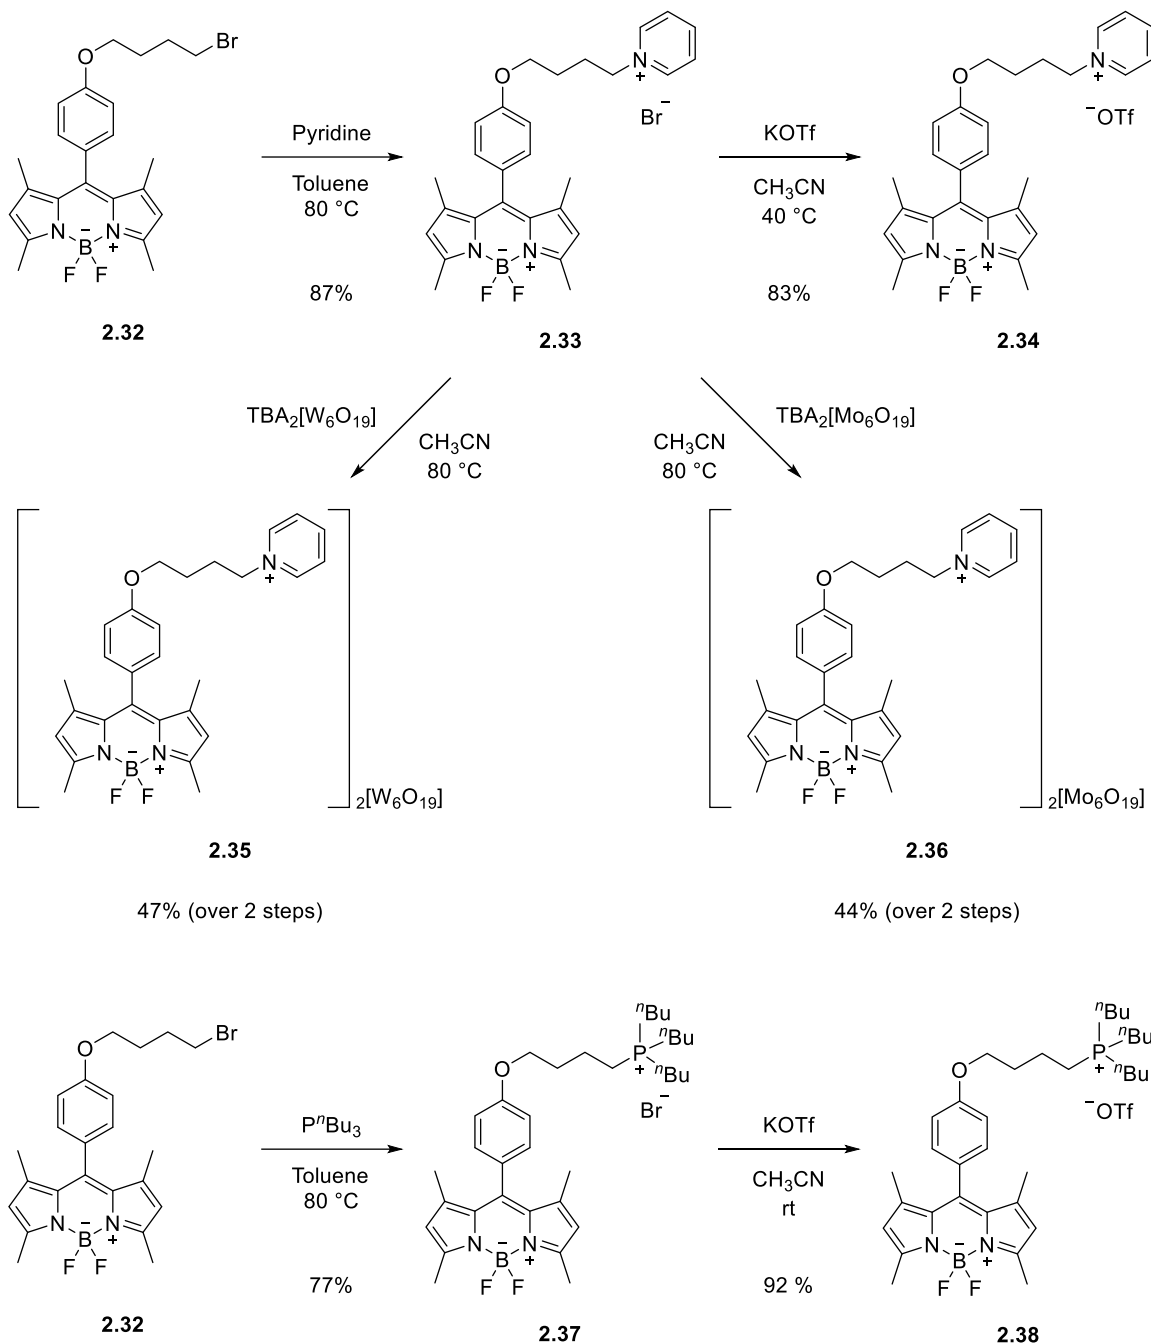 Br
O
N
B
N
F F
−
+
2.32
Pyridine
Toluene
80 °C
87%
N
+
Br−
O
N
B
N
F F
−
+
2.33
KOTf
CH3CN
40 °C
83%
N
+
−OTf
O
N
B
N
F F
−
+
2.34
TBA2[W6O19]
CH3CN
80 °C
TBA2[Mo6O19]
CH3CN
80 °C
N
+
O
N
B
N
F F
−
+
2[W6O19]
2.35
47% (over 2 steps)
N
+
O
N
B
N
F F
−
+
2[Mo6O19]
2.36
44% (over 2 steps)
Br
O
N
B
N
F F
−
+
2.32
PnBu3
Toluene
80 °C
77%
nBu
nBu
P
+
nBu
Br−
O
N
B
N
F F
−
+
2.37
KOTf
CH3CN
rt
92 %
nBu
nBu
P
+
nBu
−OTf
O
N
B
N
F F
−
+
2.38